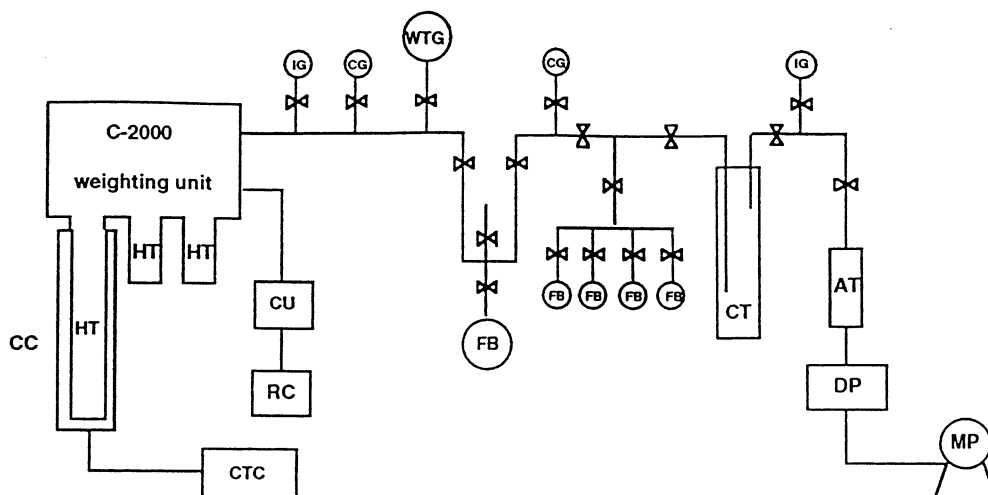 WTG
IG
CG
CG
IG
C-2000
weighting unit
HT
HT
HT
CC
CU
RC
CTC
FB
FB
FB
FB
FB
CT
AT
DP
MP